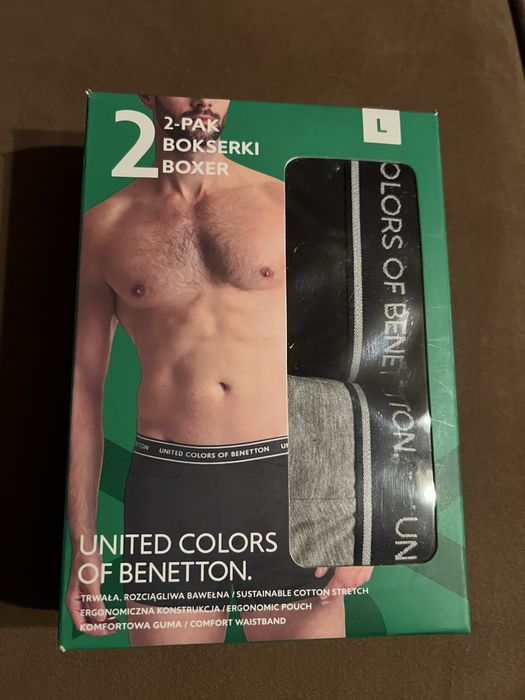 2
2-PAK
BOKSERKI
BOXER
L
OLORS OF BENETTON.
UN
UNITED COLORS OF BENETTON
UNITED COLORS
OF BENETTON.
TRWAŁA, ROZCIĄGLIWA BAWEŁNA / SUSTAINABLE COTTON STRETCH
ERGONOMICZNA KONSTRUKCJA / ERGONOMIC POUCH
KOMFORTOWA GUMA / COMFORT WAISTBAND